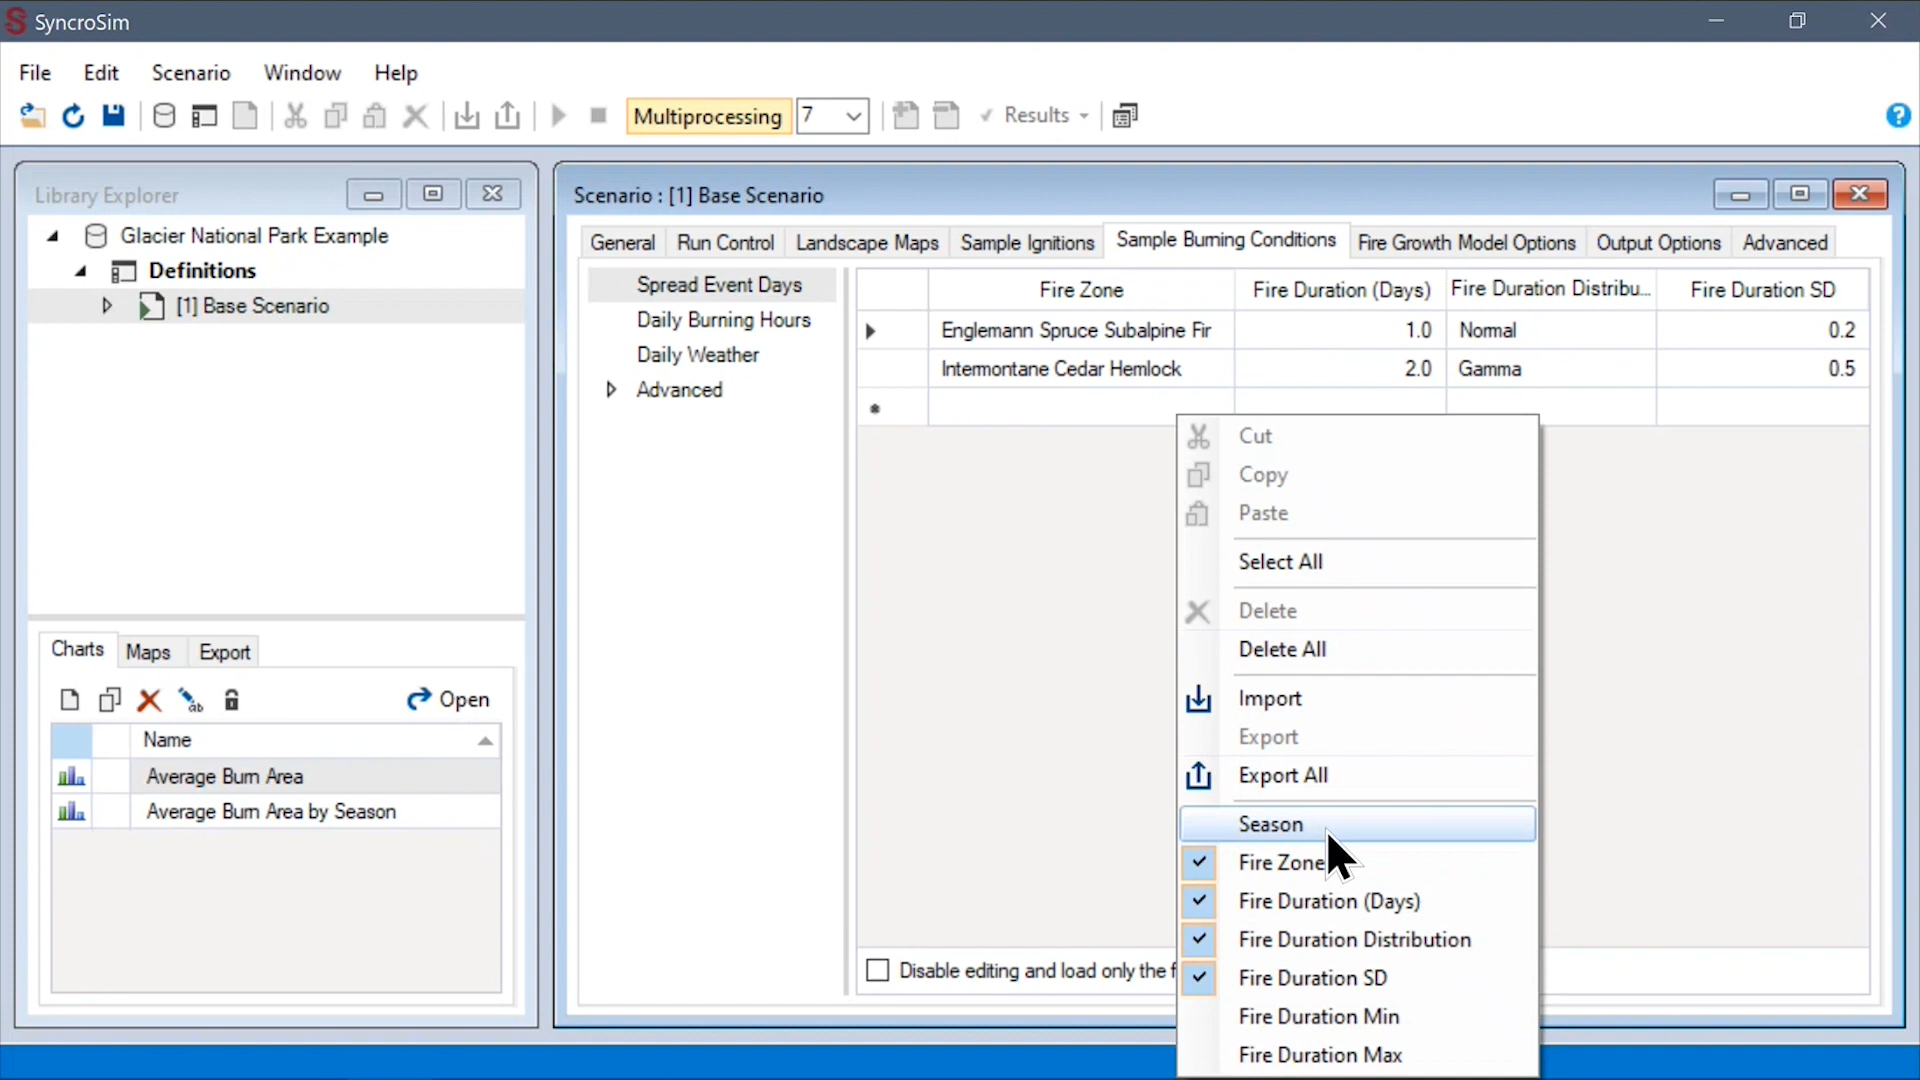 SyncroSim
File Edit Scenario Window Help
Multiprocessing 7 Results
Library Explorer
Glacier National Park Example
Definitions
[1] Base Scenario
Charts Maps Export
Open
Name
Average Burn Area
Average Burn Area by Season
Scenario : [1] Base Scenario
General Run Control Landscape Maps Sample Ignitions Sample Burning Conditions Fire Growth Model Options Output Options Advanced
Spread Event Days
Daily Burning Hours
Daily Weather
Advanced
Fire Zone Fire Duration (Days) Fire Duration Distribu... Fire Duration SD
Englemann Spruce Subalpine Fir 1.0 Normal 0.2
Intermontane Cedar Hemlock 2.0 Gamma 0.5
Disable editing and load only the f
Cut
Copy
Paste
Select All
Delete
Delete All
Import
Export
Export All
Season
Fire Zone
Fire Duration (Days)
Fire Duration Distribution
Fire Duration SD
Fire Duration Min
Fire Duration Max